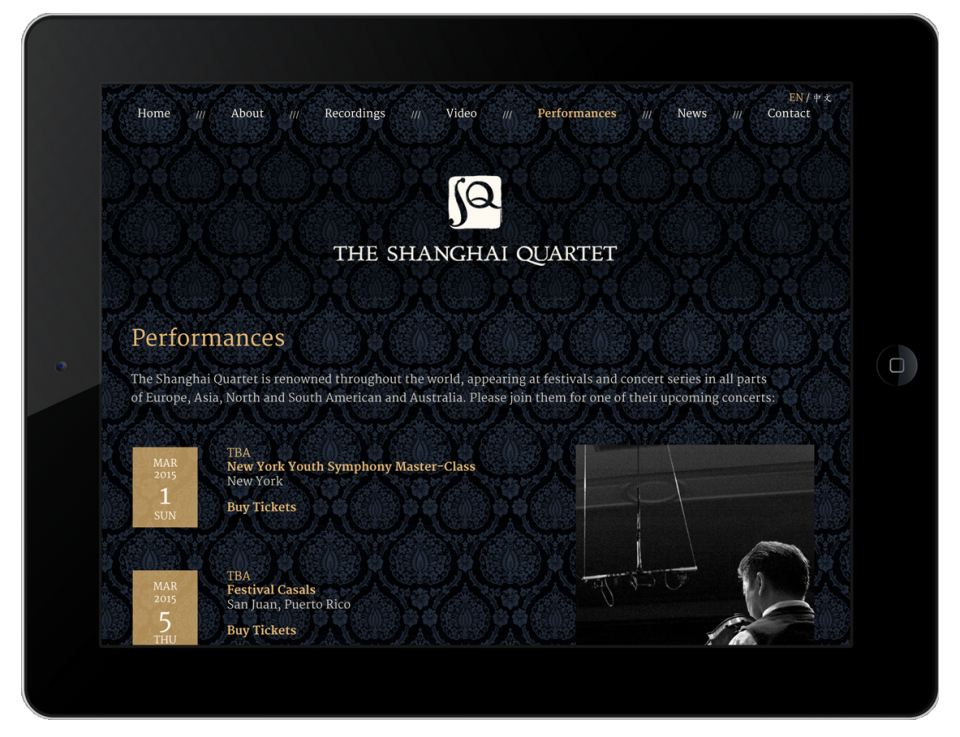 EN / 中文
Home /// About /// Recordings /// Video /// Performances /// News /// Contact
SQ
THE SHANGHAI QUARTET
Performances
The Shanghai Quartet is renowned throughout the world, appearing at festivals and concert series in all parts
of Europe, Asia, North and South American and Australia. Please join them for one of their upcoming concerts:
MAR
2015
1
SUN
TBA
New York Youth Symphony Master-Class
New York
Buy Tickets
MAR
2015
5
THU
TBA
Festival Casals
San Juan, Puerto Rico
Buy Tickets